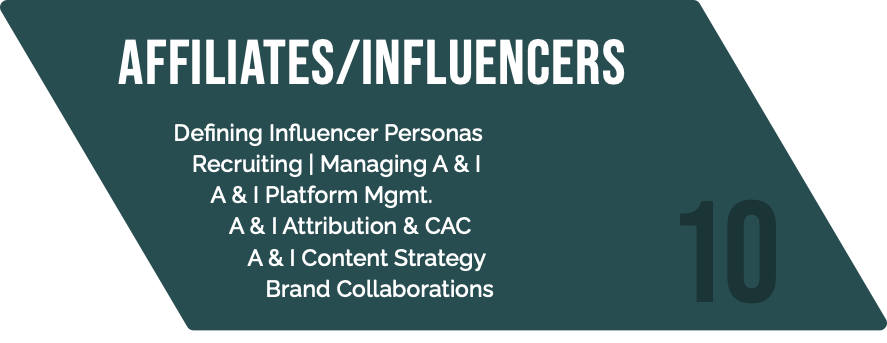 AFFILIATES/INFLUENCERS
Defining Influencer Personas
Recruiting | Managing A & I
A & I Platform Mgmt.
A & I Attribution & CAC
A & I Content Strategy
Brand Collaborations
10